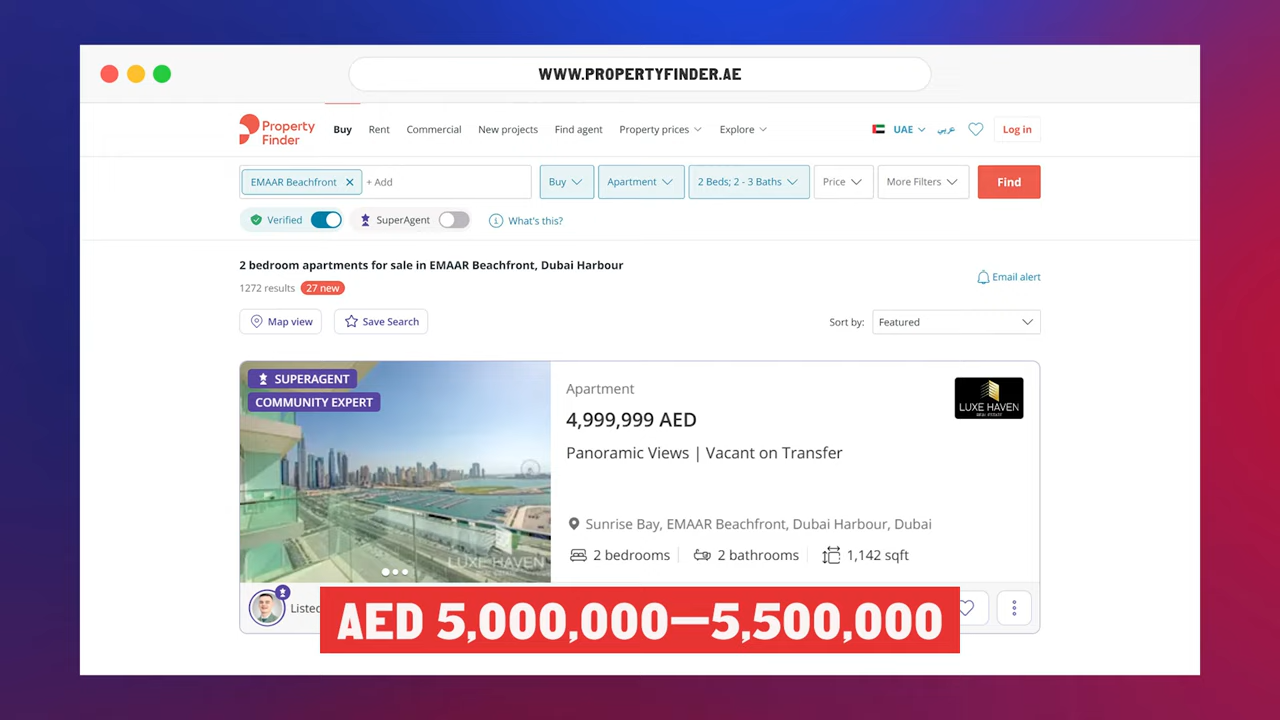 WWW.PROPERTYFINDER.AE
Property Finder
Buy Rent Commercial New projects Find agent Property prices Explore UAE عربي Log in
EMAAR Beachfront + Add Buy Apartment 2 Beds; 2 - 3 Baths Price More Filters Find
Verified SuperAgent What's this?
2 bedroom apartments for sale in EMAAR Beachfront, Dubai Harbour
1272 results 27 new
Email alert
Map view Save Search Sort by: Featured
SUPERAGENT
COMMUNITY EXPERT
Apartment
4,999,999 AED
Panoramic Views | Vacant on Transfer
LUXE HAVEN
Sunrise Bay, EMAAR Beachfront, Dubai Harbour, Dubai
2 bedrooms 2 bathrooms 1,142 sqft
LUXE HAVEN
Listed
AED 5,000,000—5,500,000